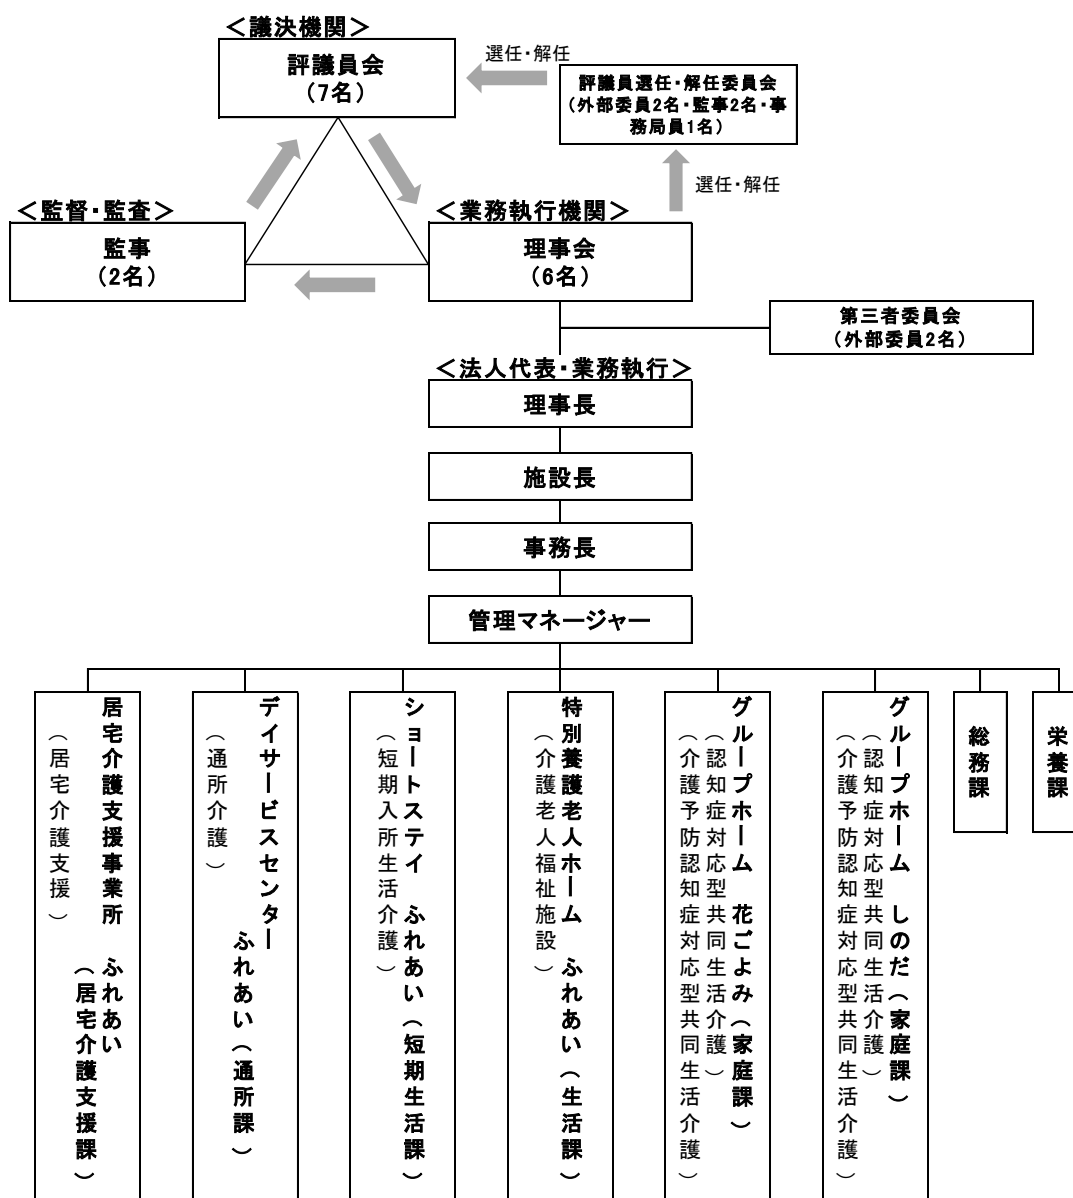 ＜議決機関＞
評議員会
（7名）
選任・解任
評議員選任・解任委員会
（外部委員2名・監事2名・事
務局員1名）
選任・解任
＜監督・監査＞
監事
（2名）
＜業務執行機関＞
理事会
（6名）
第三者委員会
（外部委員2名）
＜法人代表・業務執行＞
理事長
施設長
事務長
管理マネージャー
居宅介護支援事業所　ふれあい
（居宅介護支援課）
（居宅介護支援）
デイサービスセンター
ふれあい（通所課）
（通所介護）
ショートステイ　ふれあい（短期生活課）
（短期入所生活介護）
特別養護老人ホーム　ふれあい（生活課）
（介護老人福祉施設）
グループホーム　花ごよみ（家庭課）
（認知症対応型共同生活介護）
（介護予防認知症対応型共同生活介護）
グループホーム　しのだ（家庭課）
（認知症対応型共同生活介護）
（介護予防認知症対応型共同生活介護）
総務課
栄養課